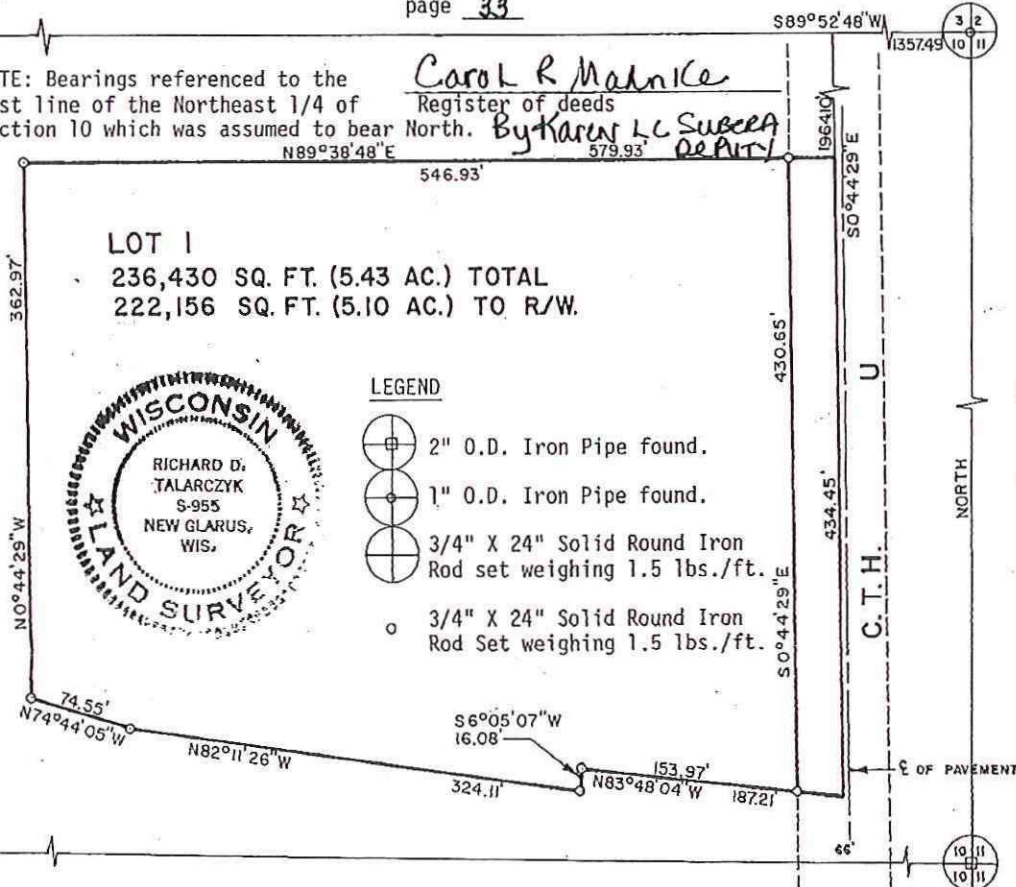 page 33
S89°52'48"W
3 2
10 11
1357.49
TE: Bearings referenced to the
st line of the Northeast 1/4 of
ction 10 which was assumed to bear North.
Carol R Mahnke
Register of deeds
By Karen LC Subera
Deputy
N89°38'48"E
579.93'
546.93'
1964.10'
S0°44'29"E
LOT 1
236,430 SQ. FT. (5.43 AC.) TOTAL
222,156 SQ. FT. (5.10 AC.) TO R/W.
362.97'
N0°44'29"W
430.65'
S0°44'29"E
434.45'
C.T.H. U
NORTH
WISCONSIN
RICHARD D.
TALARCZYK
S-955
NEW GLARUS,
WIS.
LAND SURVEYOR
LEGEND
2" O.D. Iron Pipe found.
1" O.D. Iron Pipe found.
3/4" X 24" Solid Round Iron
Rod set weighing 1.5 lbs./ft.
3/4" X 24" Solid Round Iron
Rod Set weighing 1.5 lbs./ft.
74.55'
N74°44'05"W
N82°11'26"W
324.11'
S6°05'07"W
16.08'
153.97'
N83°48'04"W
187.21'
℄ OF PAVEMENT
66'
10 11
10 11